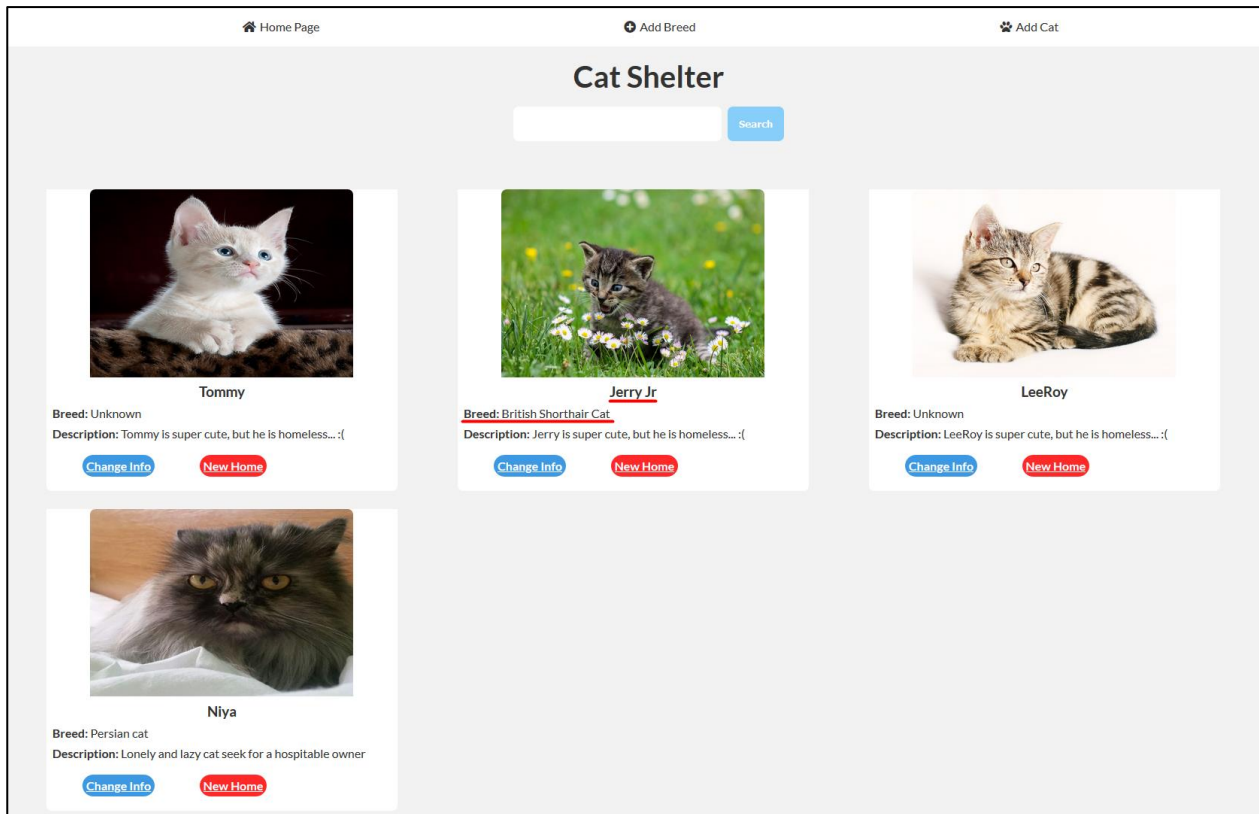 Home Page
Add Breed
Add Cat
Cat Shelter
Search
Tommy
Breed: Unknown
Description: Tommy is super cute, but he is homeless... :(
Change Info
New Home
Jerry Jr
Breed: British Shorthair Cat
Description: Jerry is super cute, but he is homeless... :(
Change Info
New Home
LeeRoy
Breed: Unknown
Description: LeeRoy is super cute, but he is homeless... :(
Change Info
New Home
Niya
Breed: Persian cat
Description: Lonely and lazy cat seek for a hospitable owner
Change Info
New Home